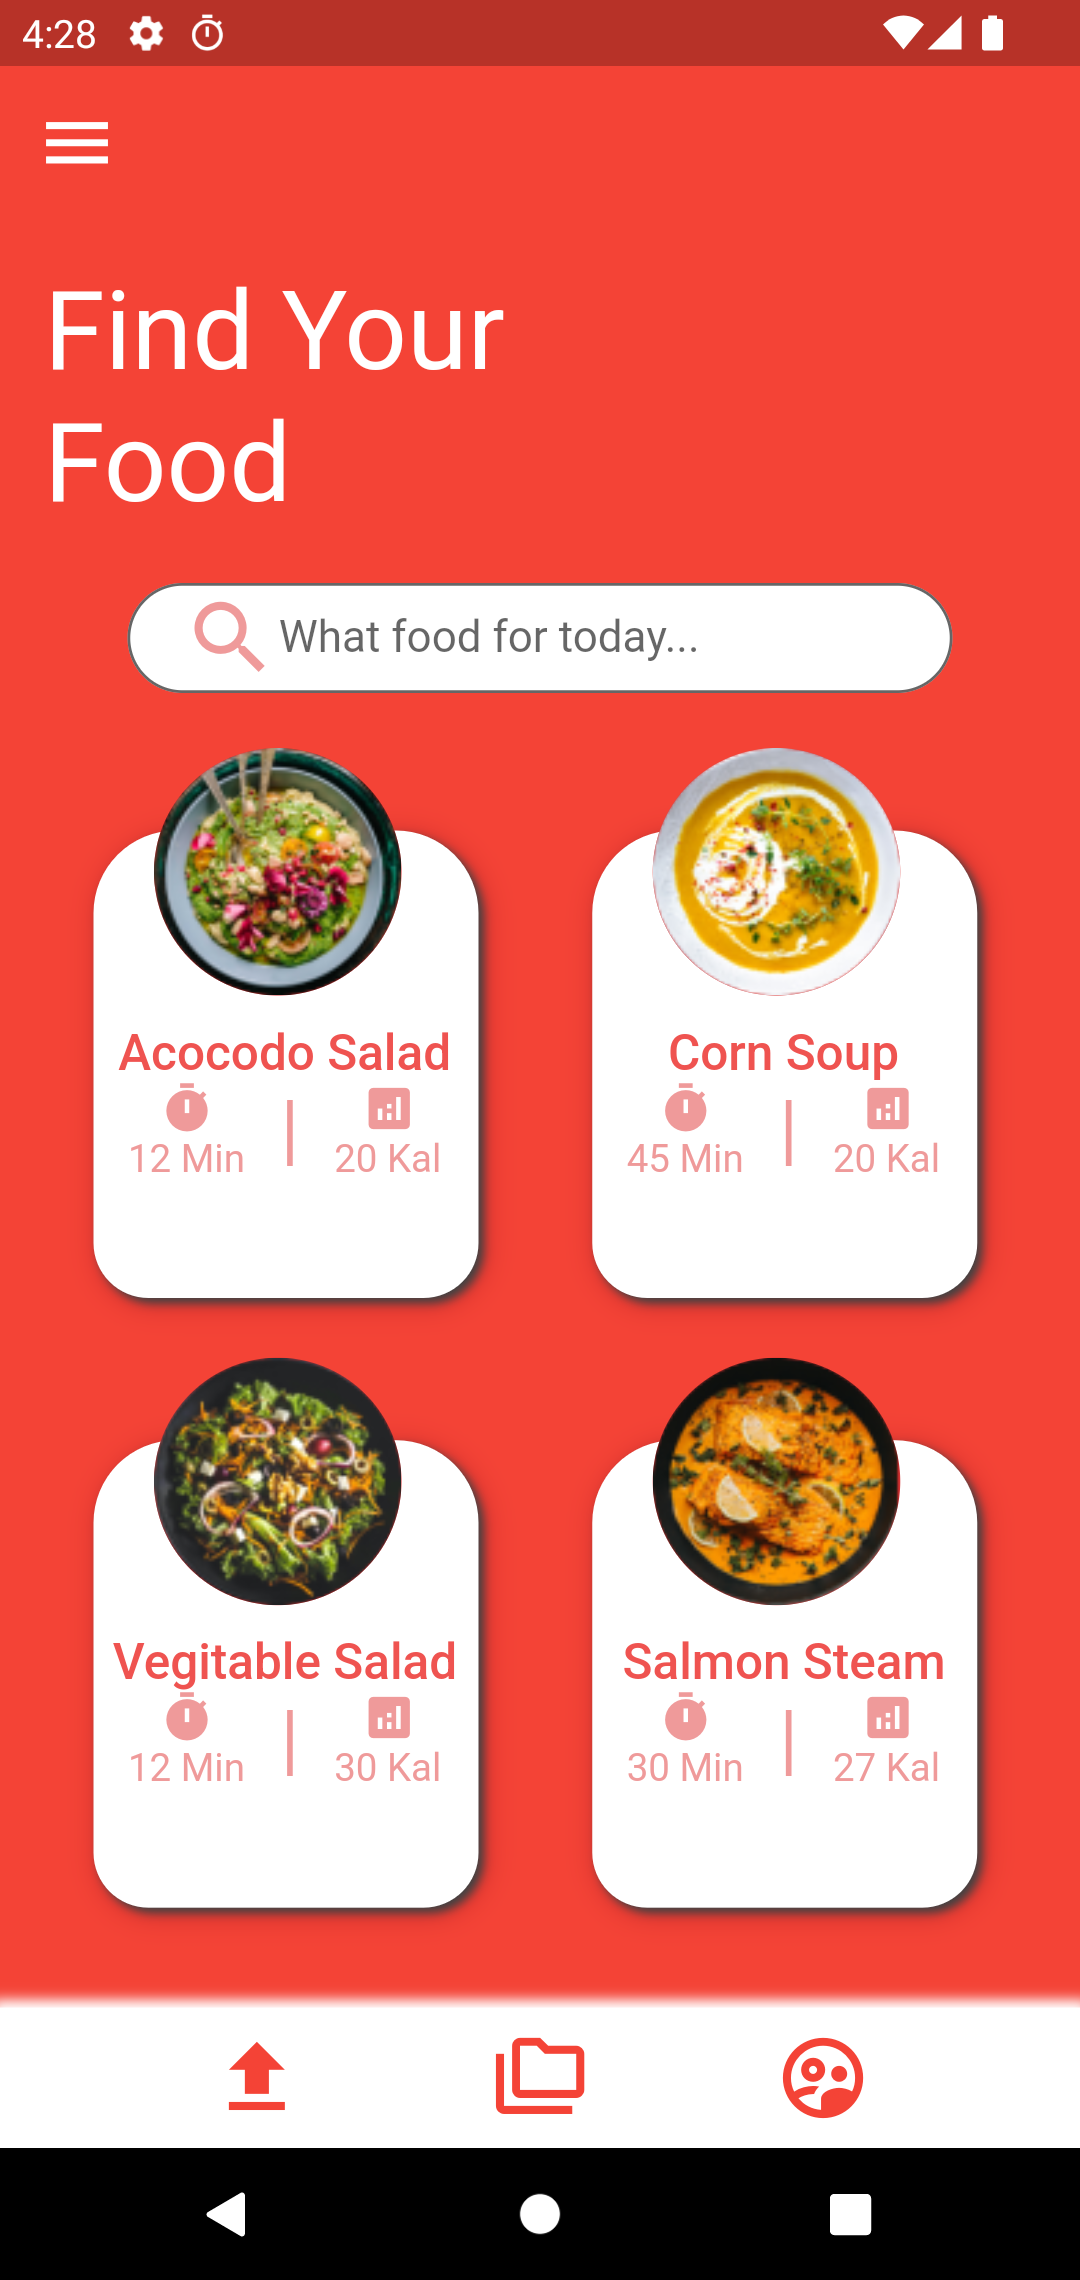 4:28
Find Your
Food
What food for today...
Acocodo Salad
12 Min
20 Kal
Corn Soup
45 Min
20 Kal
Vegitable Salad
12 Min
30 Kal
Salmon Steam
30 Min
27 Kal